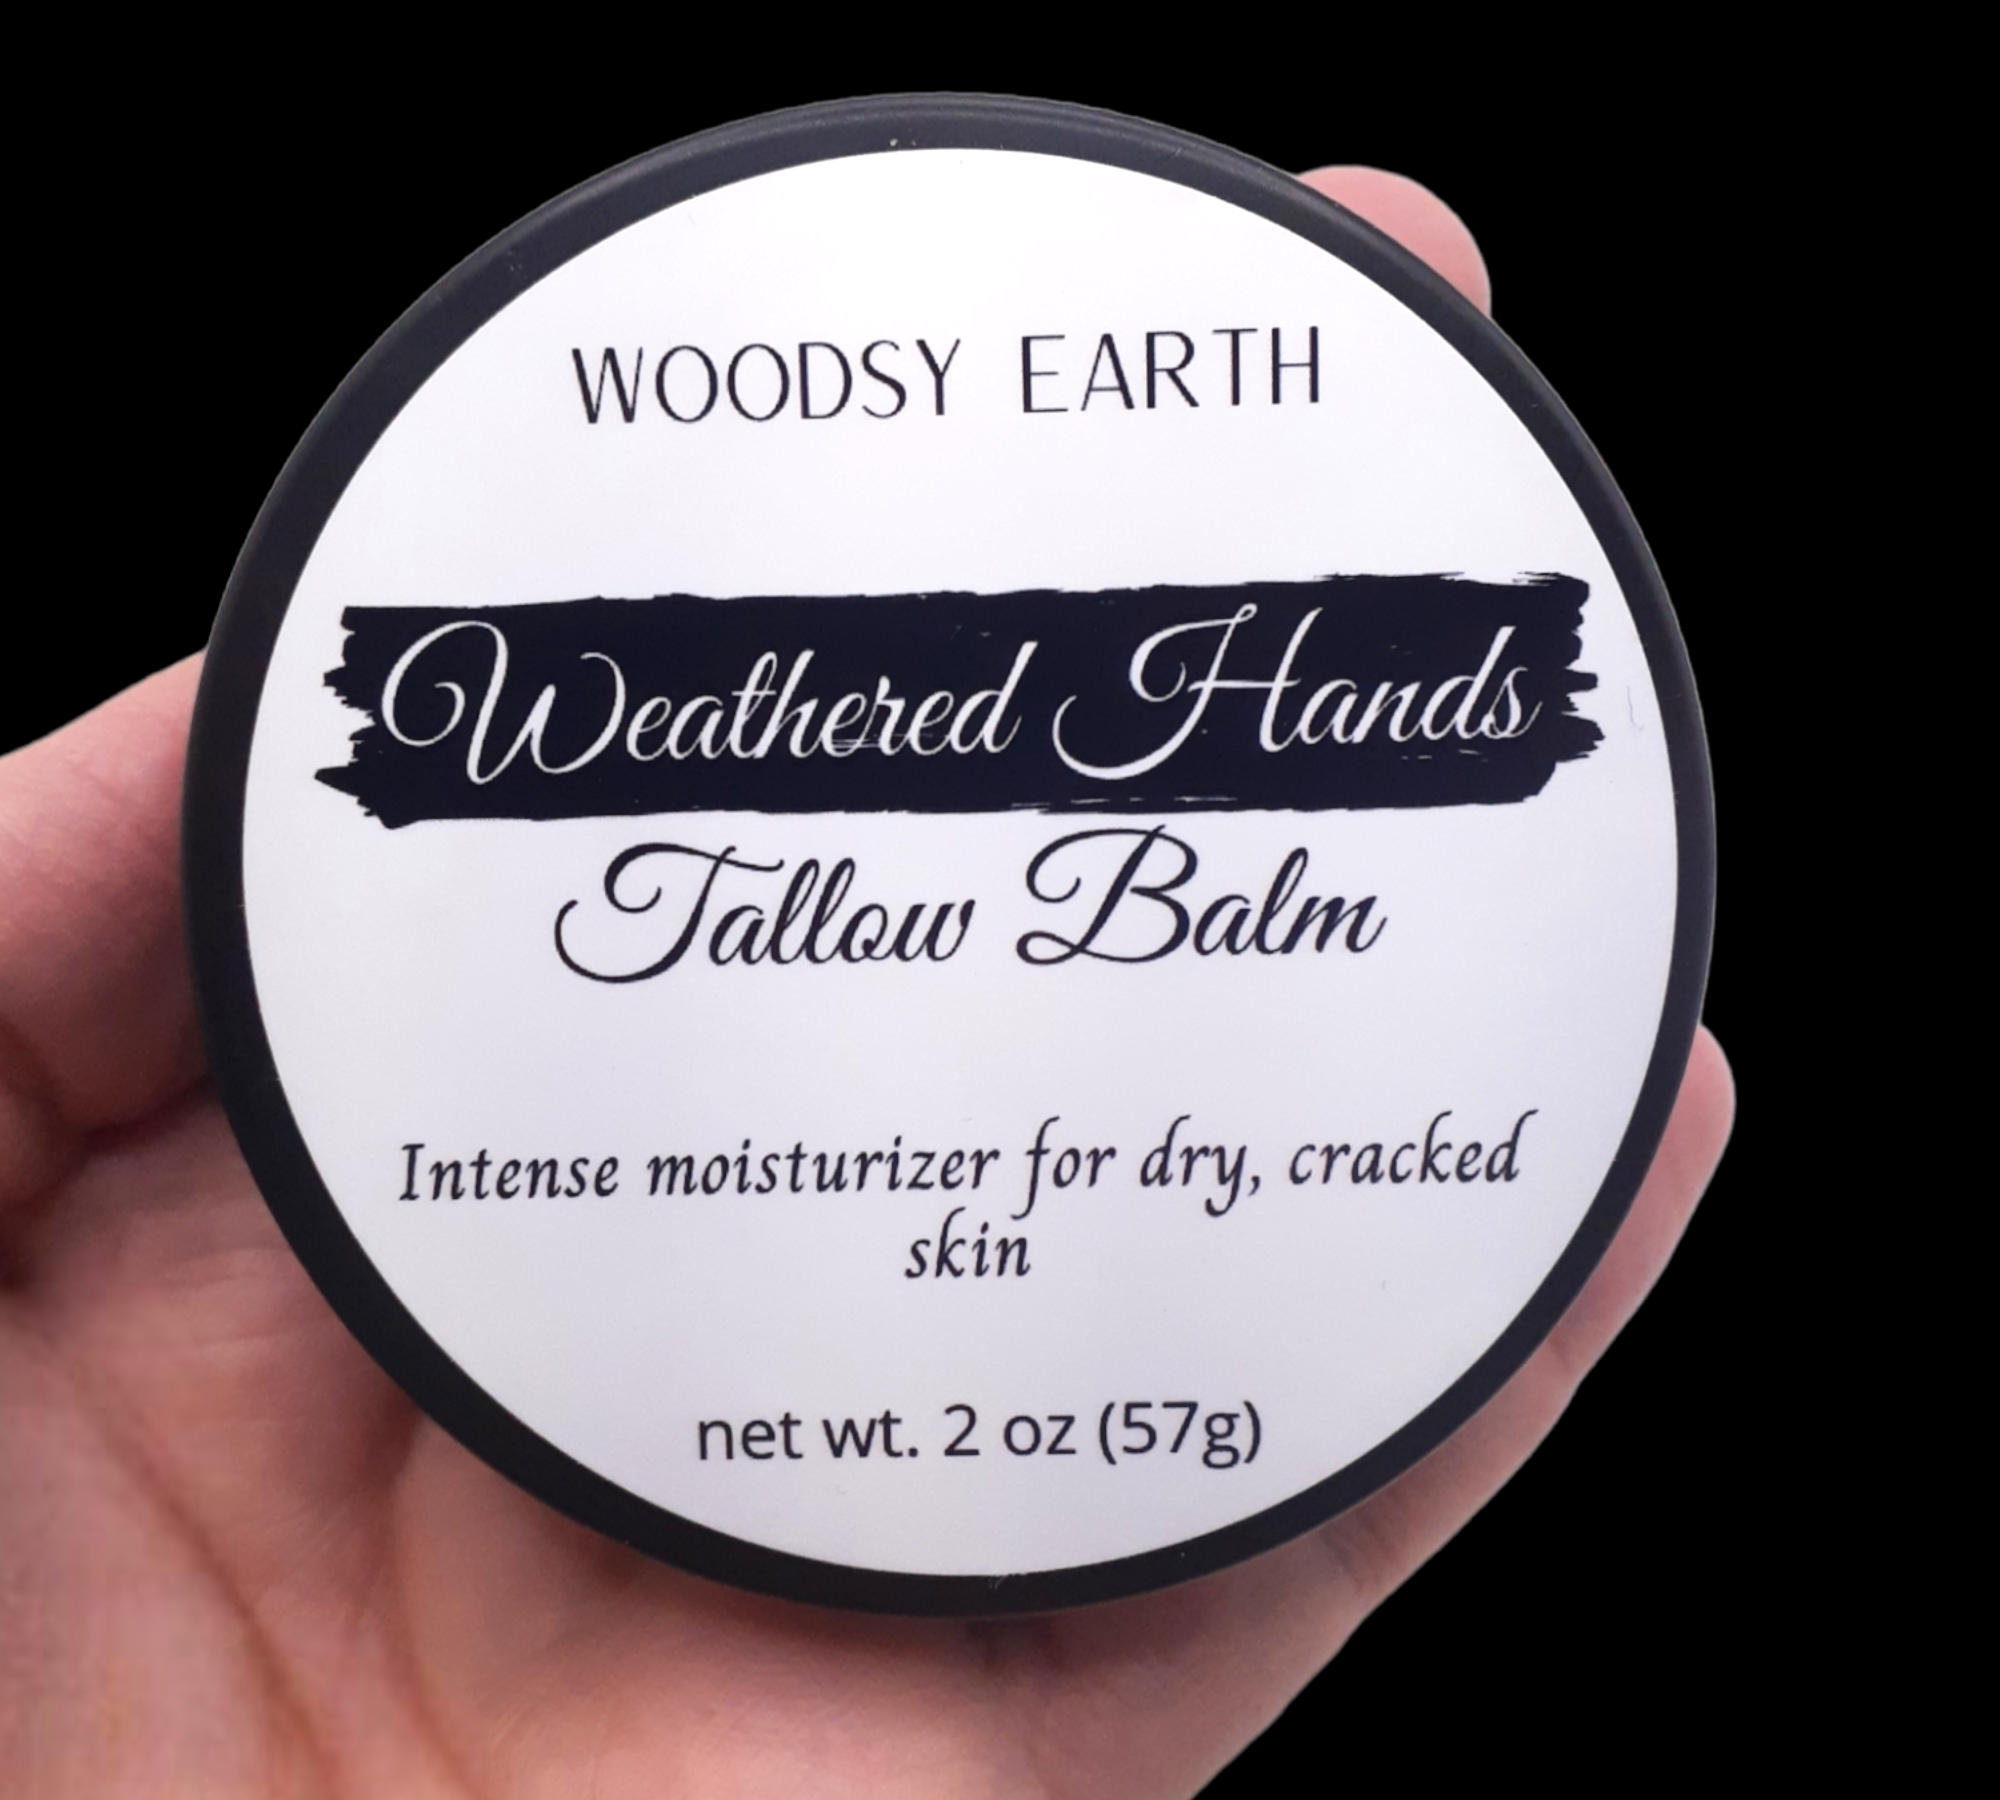 WOODSY EARTH
Weathered Hands
Tallow Balm
Intense moisturizer for dry, cracked
skin
net wt. 2 oz (57g)